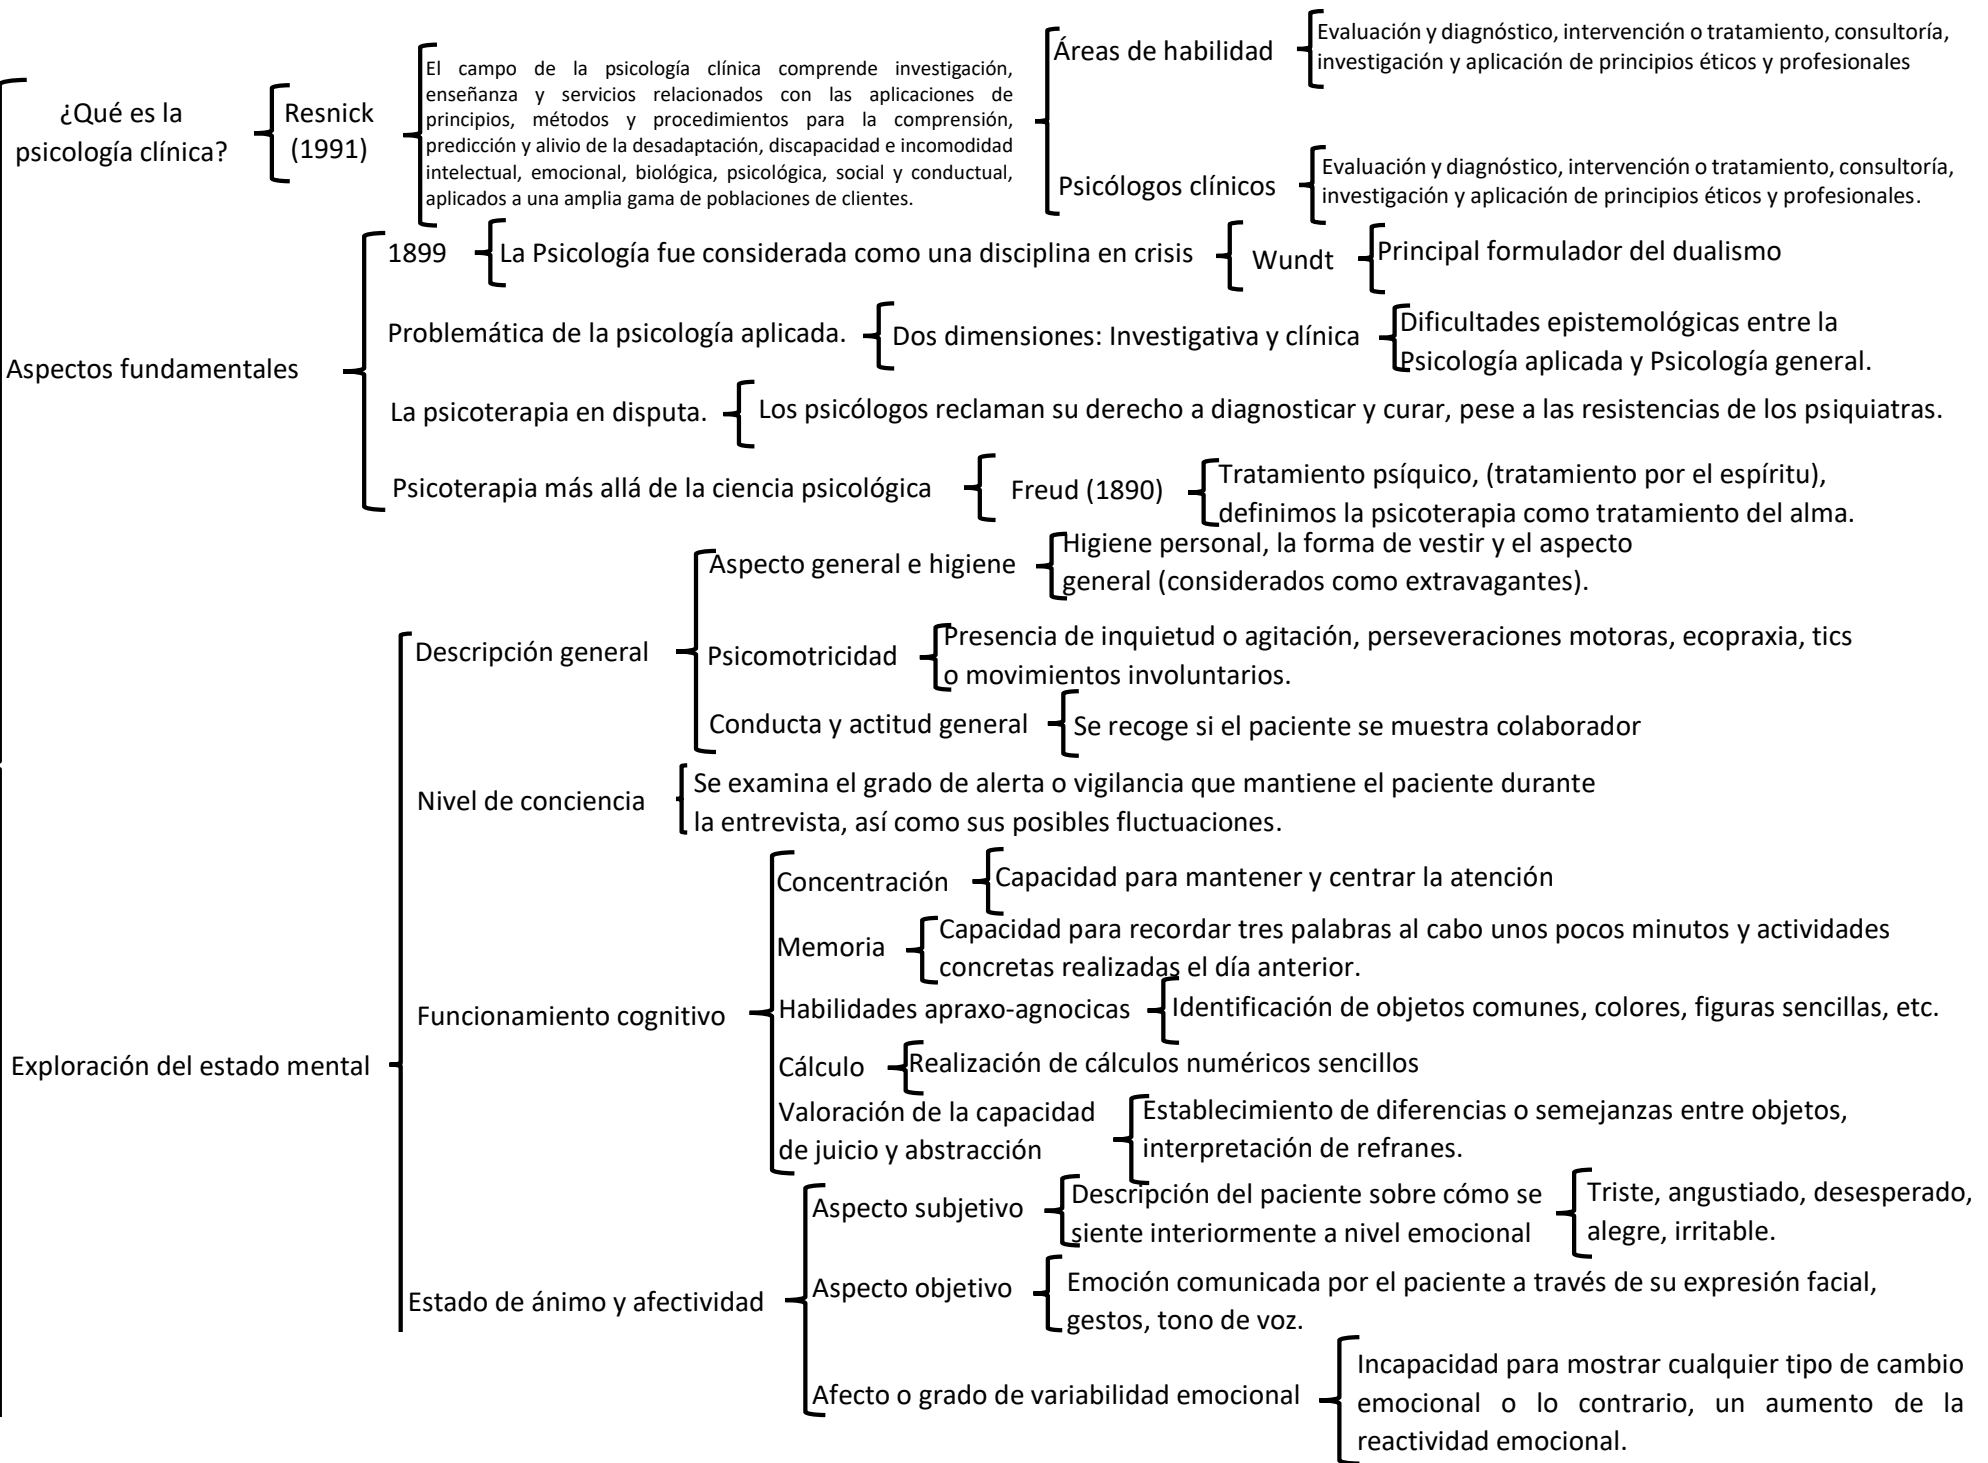 ¿Qué es la
psicología clínica?
Resnick
(1991)
El campo de la psicología clínica comprende investigación,
enseñanza y servicios relacionados con las aplicaciones de
principios, métodos y procedimientos para la comprensión,
predicción y alivio de la desadaptación, discapacidad e incomodidad
intelectual, emocional, biológica, psicológica, social y conductual,
aplicados a una amplia gama de poblaciones de clientes.
Áreas de habilidad
Evaluación y diagnóstico, intervención o tratamiento, consultoría,
investigación y aplicación de principios éticos y profesionales
Psicólogos clínicos
Evaluación y diagnóstico, intervención o tratamiento, consultoría,
investigación y aplicación de principios éticos y profesionales.
Aspectos fundamentales
1899
La Psicología fue considerada como una disciplina en crisis
Wundt
Principal formulador del dualismo
Problemática de la psicología aplicada.
Dos dimensiones: Investigativa y clínica
Dificultades epistemológicas entre la
Psicología aplicada y Psicología general.
La psicoterapia en disputa.
Los psicólogos reclaman su derecho a diagnosticar y curar, pese a las resistencias de los psiquiatras.
Psicoterapia más allá de la ciencia psicológica
Freud (1890)
Tratamiento psíquico, (tratamiento por el espíritu),
definimos la psicoterapia como tratamiento del alma.
Exploración del estado mental
Descripción general
Aspecto general e higiene
Higiene personal, la forma de vestir y el aspecto
general (considerados como extravagantes).
Psicomotricidad
Presencia de inquietud o agitación, perseveraciones motoras, ecopraxia, tics
o movimientos involuntarios.
Conducta y actitud general
Se recoge si el paciente se muestra colaborador
Nivel de conciencia
Se examina el grado de alerta o vigilancia que mantiene el paciente durante
la entrevista, así como sus posibles fluctuaciones.
Funcionamiento cognitivo
Concentración
Capacidad para mantener y centrar la atención
Memoria
Capacidad para recordar tres palabras al cabo unos pocos minutos y actividades
concretas realizadas el día anterior.
Habilidades apraxo-agnocicas
Identificación de objetos comunes, colores, figuras sencillas, etc.
Cálculo
Realización de cálculos numéricos sencillos
Valoración de la capacidad
de juicio y abstracción
Establecimiento de diferencias o semejanzas entre objetos,
interpretación de refranes.
Estado de ánimo y afectividad
Aspecto subjetivo
Descripción del paciente sobre cómo se
siente interiormente a nivel emocional
Triste, angustiado, desesperado,
alegre, irritable.
Aspecto objetivo
Emoción comunicada por el paciente a través de su expresión facial,
gestos, tono de voz.
Afecto o grado de variabilidad emocional
Incapacidad para mostrar cualquier tipo de cambio
emocional o lo contrario, un aumento de la
reactividad emocional.